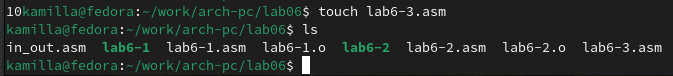 10kamilla@fedora:~/work/arch-pc/lab06$ touch lab6-3.asm
kamilla@fedora:~/work/arch-pc/lab06$ ls
in_out.asm lab6-1 lab6-1.asm lab6-1.o lab6-2 lab6-2.asm lab6-2.o lab6-3.asm
kamilla@fedora:~/work/arch-pc/lab06$